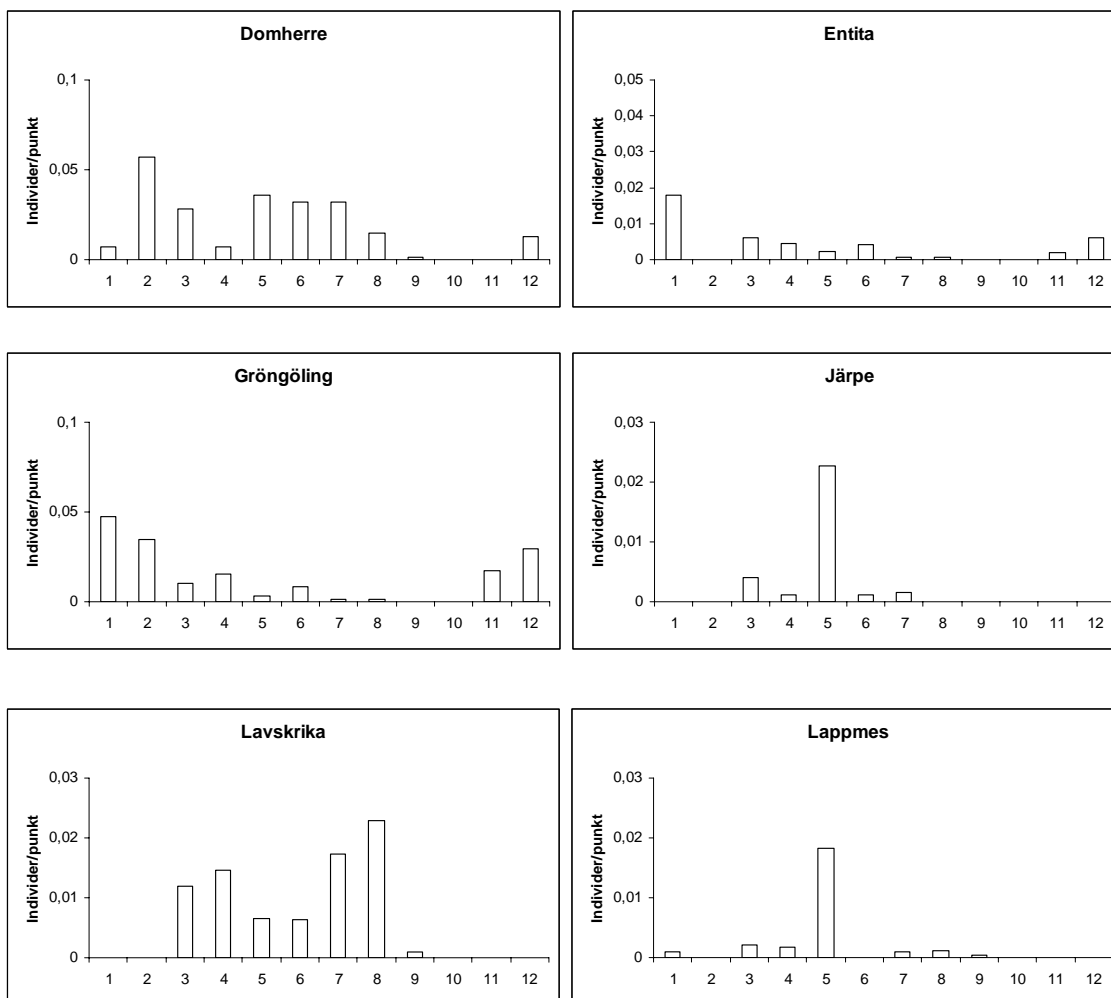 Domherre
0,1
0,05
0
Individer/punkt
1 2 3 4 5 6 7 8 9 10 11 12
Entita
0,05
0,04
0,03
0,02
0,01
0
Individer/punkt
1 2 3 4 5 6 7 8 9 10 11 12
Gröngöling
0,1
0,05
0
Individer/punkt
1 2 3 4 5 6 7 8 9 10 11 12
Järpe
0,03
0,02
0,01
0
Individer/punkt
1 2 3 4 5 6 7 8 9 10 11 12
Lavskrika
0,03
0,02
0,01
0
Individer/punkt
1 2 3 4 5 6 7 8 9 10 11 12
Lappmes
0,03
0,02
0,01
0
Individer/punkt
1 2 3 4 5 6 7 8 9 10 11 12